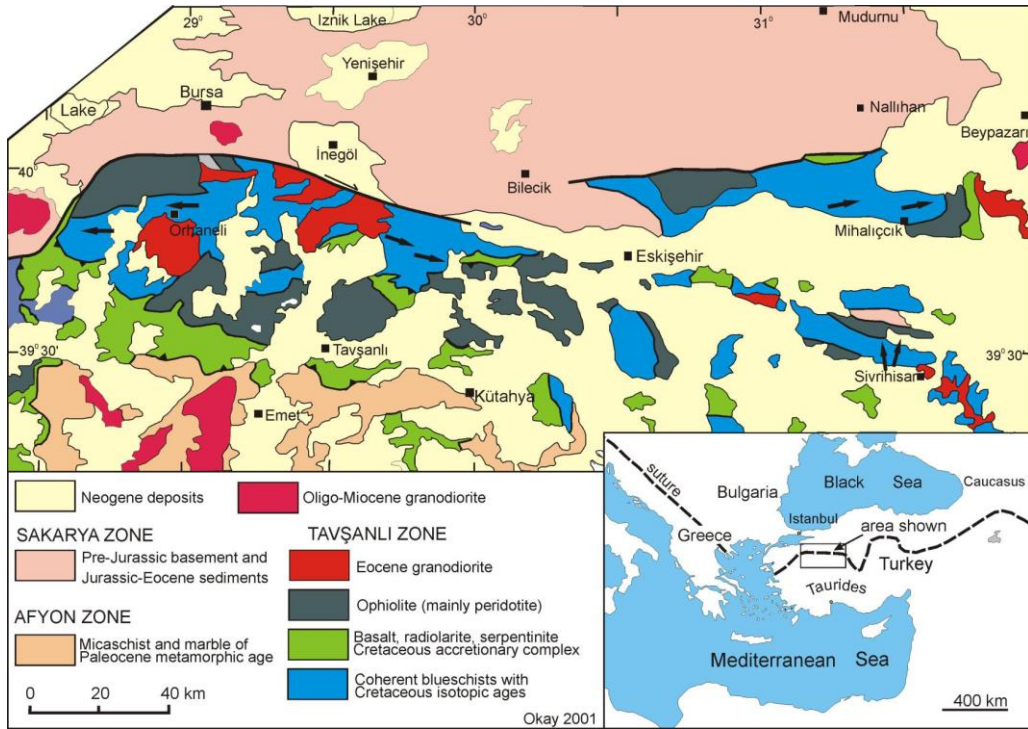 29°
30°
31°
Iznik Lake
Mudurnu
Yenişehir
Lake
Bursa
Nallıhan
Beypazarı
İnegöl
40°
Bilecik
Orhaneli
Mihalıççık
Eskişehir
39°30'
Tavşanlı
39°30'
Sivrihisar
Kütahya
Emet
Neogene deposits
Oligo-Miocene granodiorite
SAKARYA ZONE
Pre-Jurassic basement and
Jurassic-Eocene sediments
AFYON ZONE
Micaschist and marble of
Paleocene metamorphic age
0 20 40 km
TAVŞANLI ZONE
Eocene granodiorite
Ophiolite (mainly peridotite)
Basalt, radiolarite, serpentinite
Cretaceous accretionary complex
Coherent blueschists with
Cretaceous isotopic ages
Okay 2001
suture
Bulgaria
Black Sea
Caucasus
Istanbul
Greece
area shown
Turkey
Taurides
Mediterranean Sea
400 km